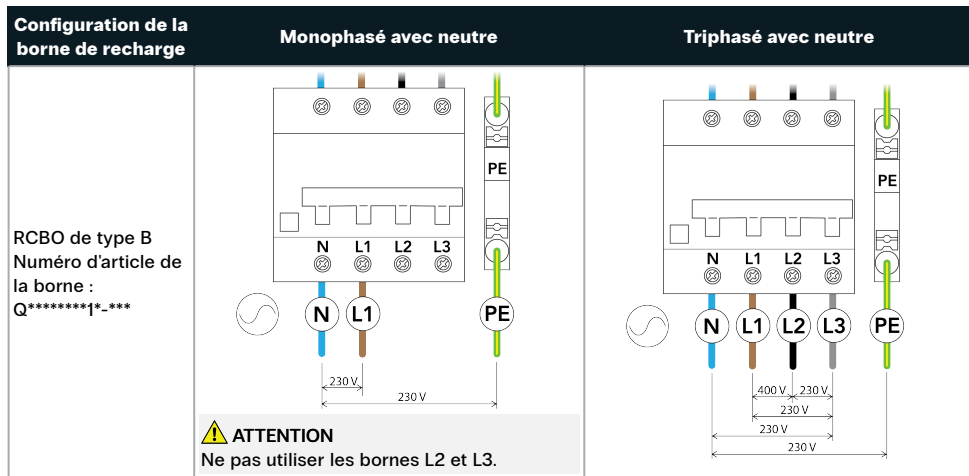 Configuration de la
borne de recharge
Monophasé avec neutre
Triphasé avec neutre
RCBO de type B
Numéro d'article de
la borne :
Q********1*-***
PE
N L1 L2 L3
N L1 PE
230 V
230 V
ATTENTION
Ne pas utiliser les bornes L2 et L3.
PE
N L1 L2 L3
N L1 L2 L3 PE
400 V 230 V
230 V
230 V
230 V